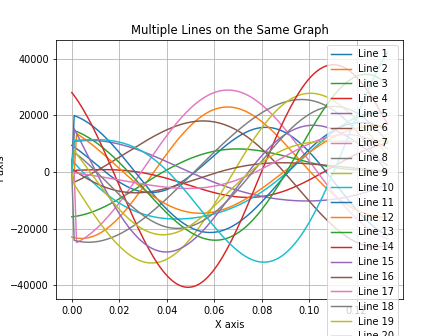 Multiple Lines on the Same Graph
40000
20000
0
−20000
−40000
0.00
0.02
0.04
0.06
0.08
0.10
X axis
Line 1
Line 2
Line 3
Line 4
Line 5
Line 6
Line 7
Line 8
Line 9
Line 10
Line 11
Line 12
Line 13
Line 14
Line 15
Line 16
Line 17
Line 18
Line 19
Line 20